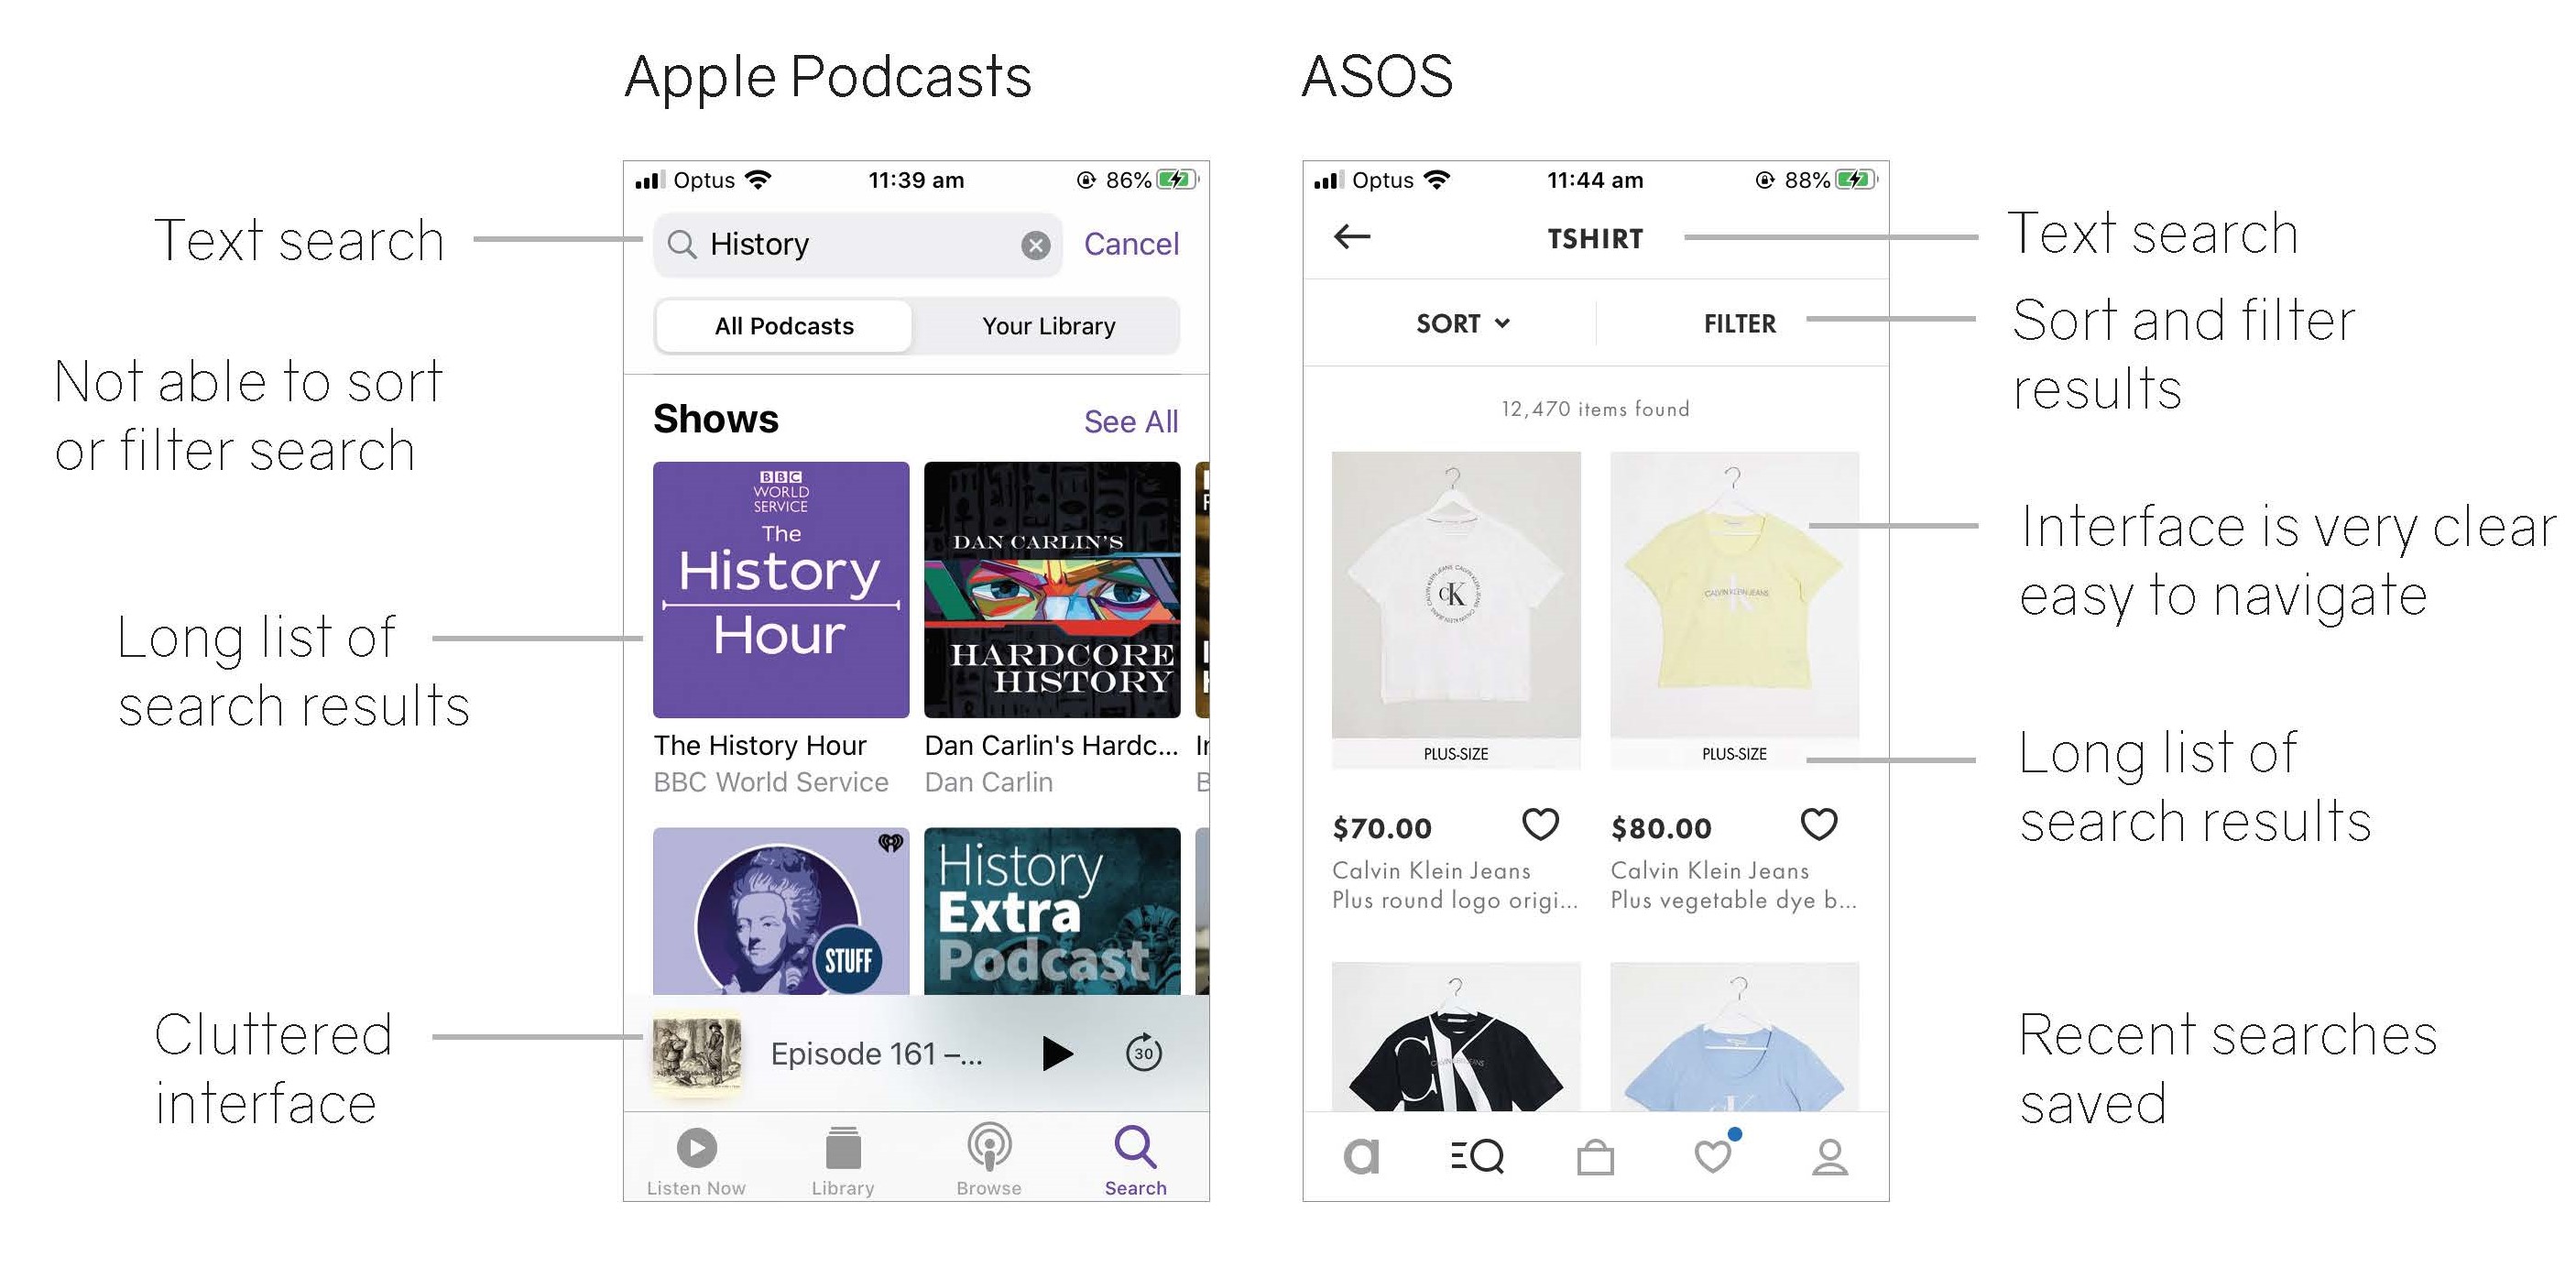 Apple Podcasts
ASOS
Text search
Not able to sort
or filter search
Long list of
search results
Cluttered
interface
Optus
11:39 am
86%
History
Cancel
All Podcasts
Your Library
Shows
See All
BBC
WORLD
SERVICE
The
History
Hour
DAN CARLIN'S
HARDCORE
HISTORY
The History Hour
BBC World Service
Dan Carlin's Hardc...
Dan Carlin
STUFF
History
Extra
Podcast
Episode 161 –...
30
Listen Now
Library
Browse
Search
Optus
11:44 am
88%
TSHIRT
SORT
FILTER
12,470 items found
CK
CALVIN KLEIN JEANS
PLUS-SIZE
PLUS-SIZE
$70.00
$80.00
Calvin Klein Jeans
Plus round logo origi...
Calvin Klein Jeans
Plus vegetable dye b...
CK
a
Text search
Sort and filter
results
Interface is very clear
easy to navigate
Long list of
search results
Recent searches
saved